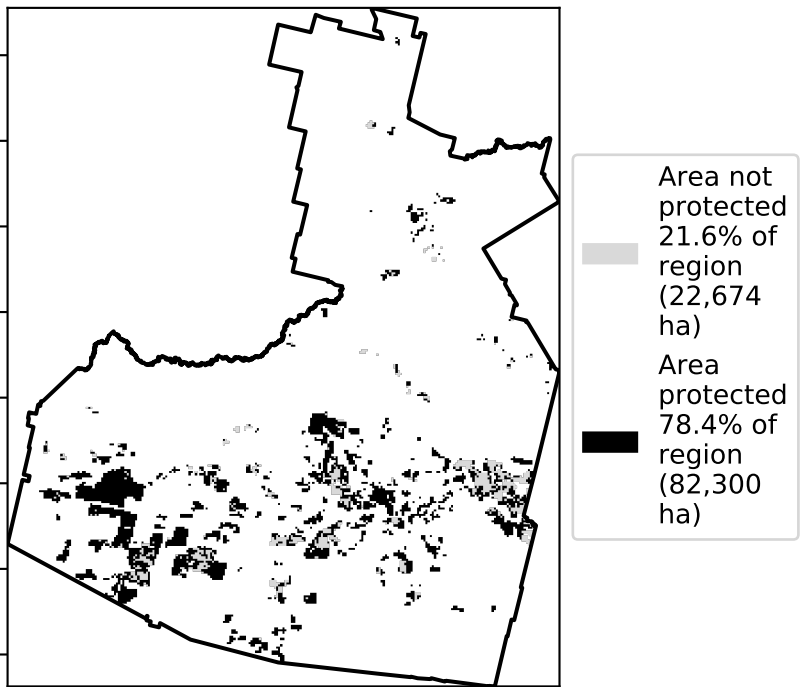 Area not
protected
21.6% of
region
(22,674
ha)
Area
protected
78.4% of
region
(82,300
ha)